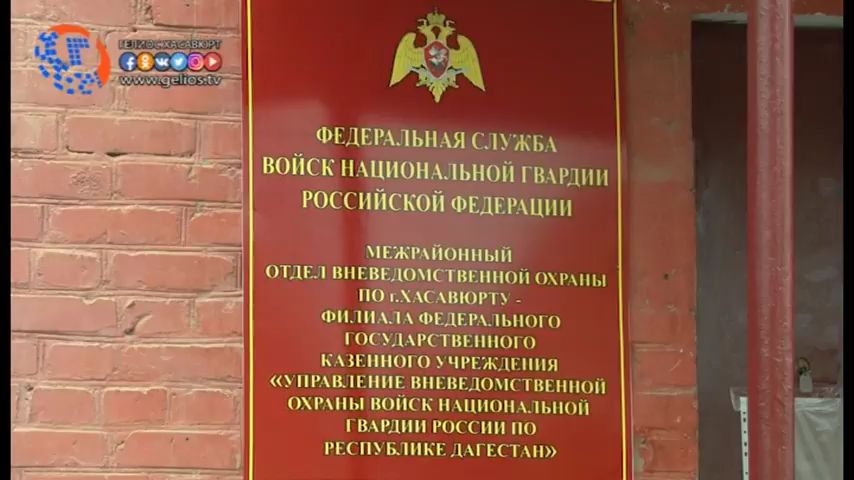 ГЕЛИОС ХАСАВЮРТ
www.gelios.tv
ФЕДЕРАЛЬНАЯ СЛУЖБА
ВОЙСК НАЦИОНАЛЬНОЙ ГВАРДИИ
РОССИЙСКОЙ ФЕДЕРАЦИИ
МЕЖРАЙОННЫЙ
ОТДЕЛ ВНЕВЕДОМСТВЕННОЙ ОХРАНЫ
ПО г.ХАСАВЮРТУ -
ФИЛИАЛА ФЕДЕРАЛЬНОГО
ГОСУДАРСТВЕННОГО
КАЗЕННОГО УЧРЕЖДЕНИЯ
«УПРАВЛЕНИЕ ВНЕВЕДОМСТВЕННОЙ
ОХРАНЫ ВОЙСК НАЦИОНАЛЬНОЙ
ГВАРДИИ РОССИИ ПО
РЕСПУБЛИКЕ ДАГЕСТАН»